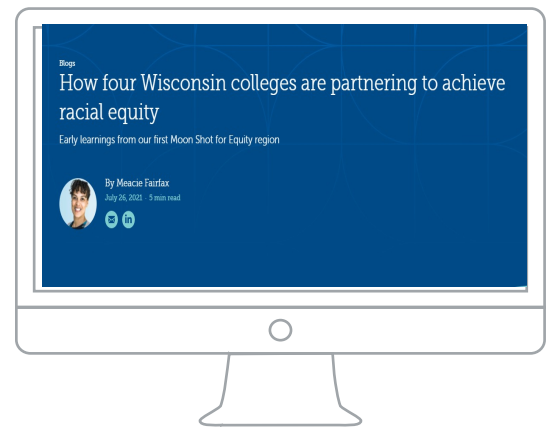 Blogs
How four Wisconsin colleges are partnering to achieve
racial equity
Early learnings from our first Moon Shot for Equity region
By Meacie Fairfax
July 26, 2021 · 5 min read
in